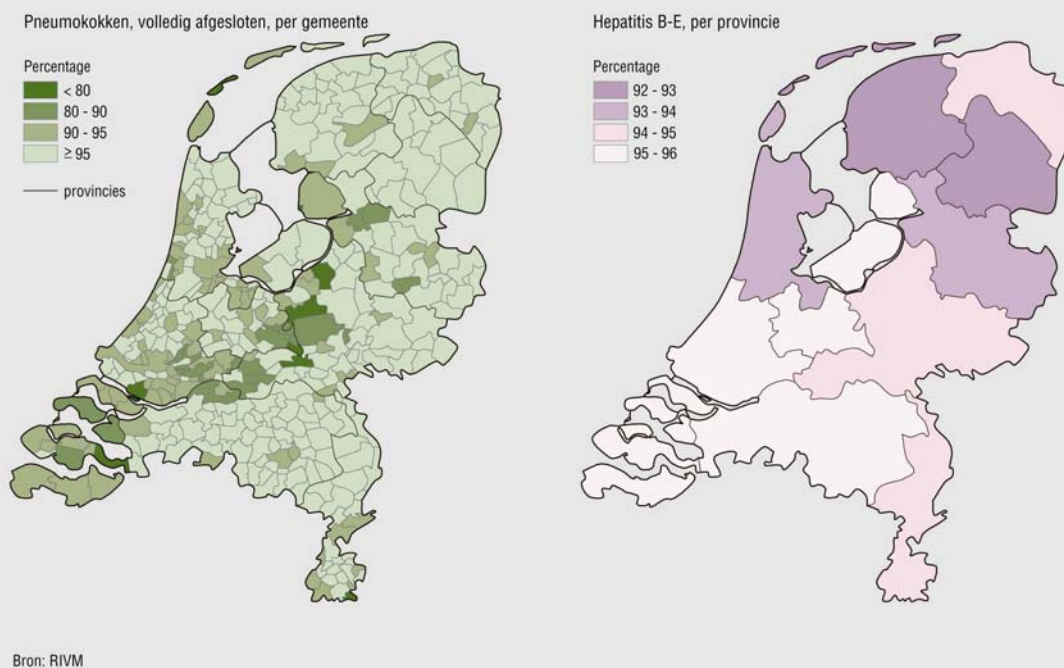 Pneumokokken, volledig afgesloten, per gemeente
Percentage
< 80
80 - 90
90 - 95
≥ 95
provincies
Hepatitis B-E, per provincie
Percentage
92 - 93
93 - 94
94 - 95
95 - 96
Bron: RIVM